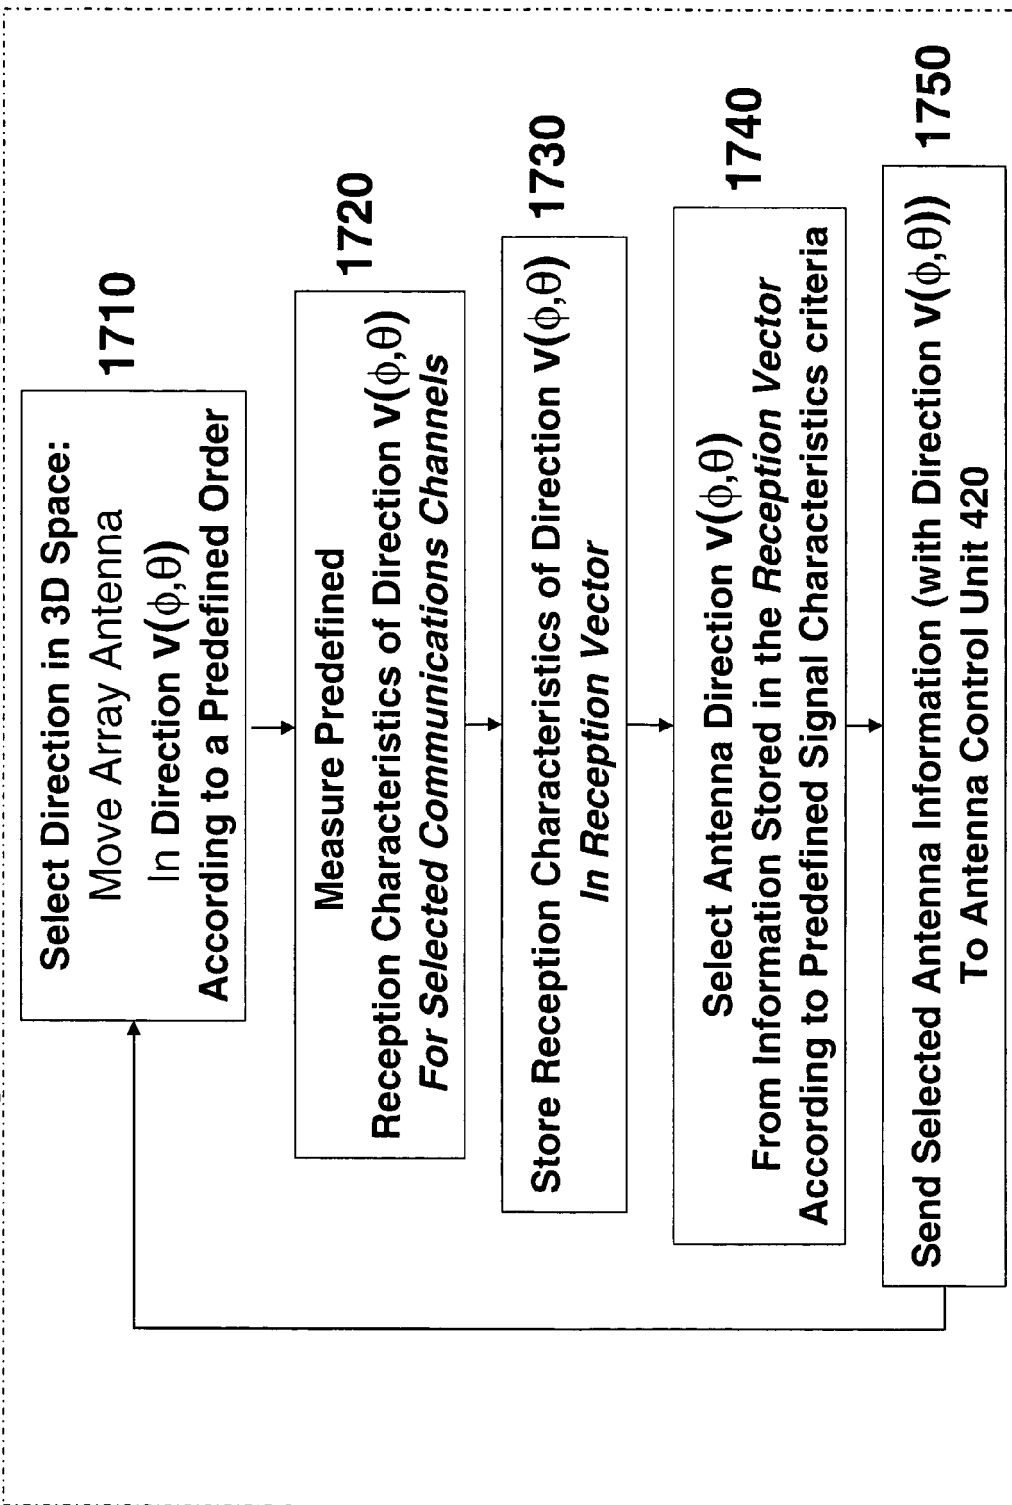 Select Direction in 3D Space:
Move Array Antenna
In Direction V(ϕ,θ)
According to a Predefined Order
1710
Measure Predefined
Reception Characteristics of Direction V(ϕ,θ)
For Selected Communications Channels
1720
Store Reception Characteristics of Direction V(ϕ,θ)
In Reception Vector
1730
Select Antenna Direction V(ϕ,θ)
From Information Stored in the Reception Vector
According to Predefined Signal Characteristics criteria
1740
Send Selected Antenna Information (with Direction V(ϕ,θ))
To Antenna Control Unit 420
1750